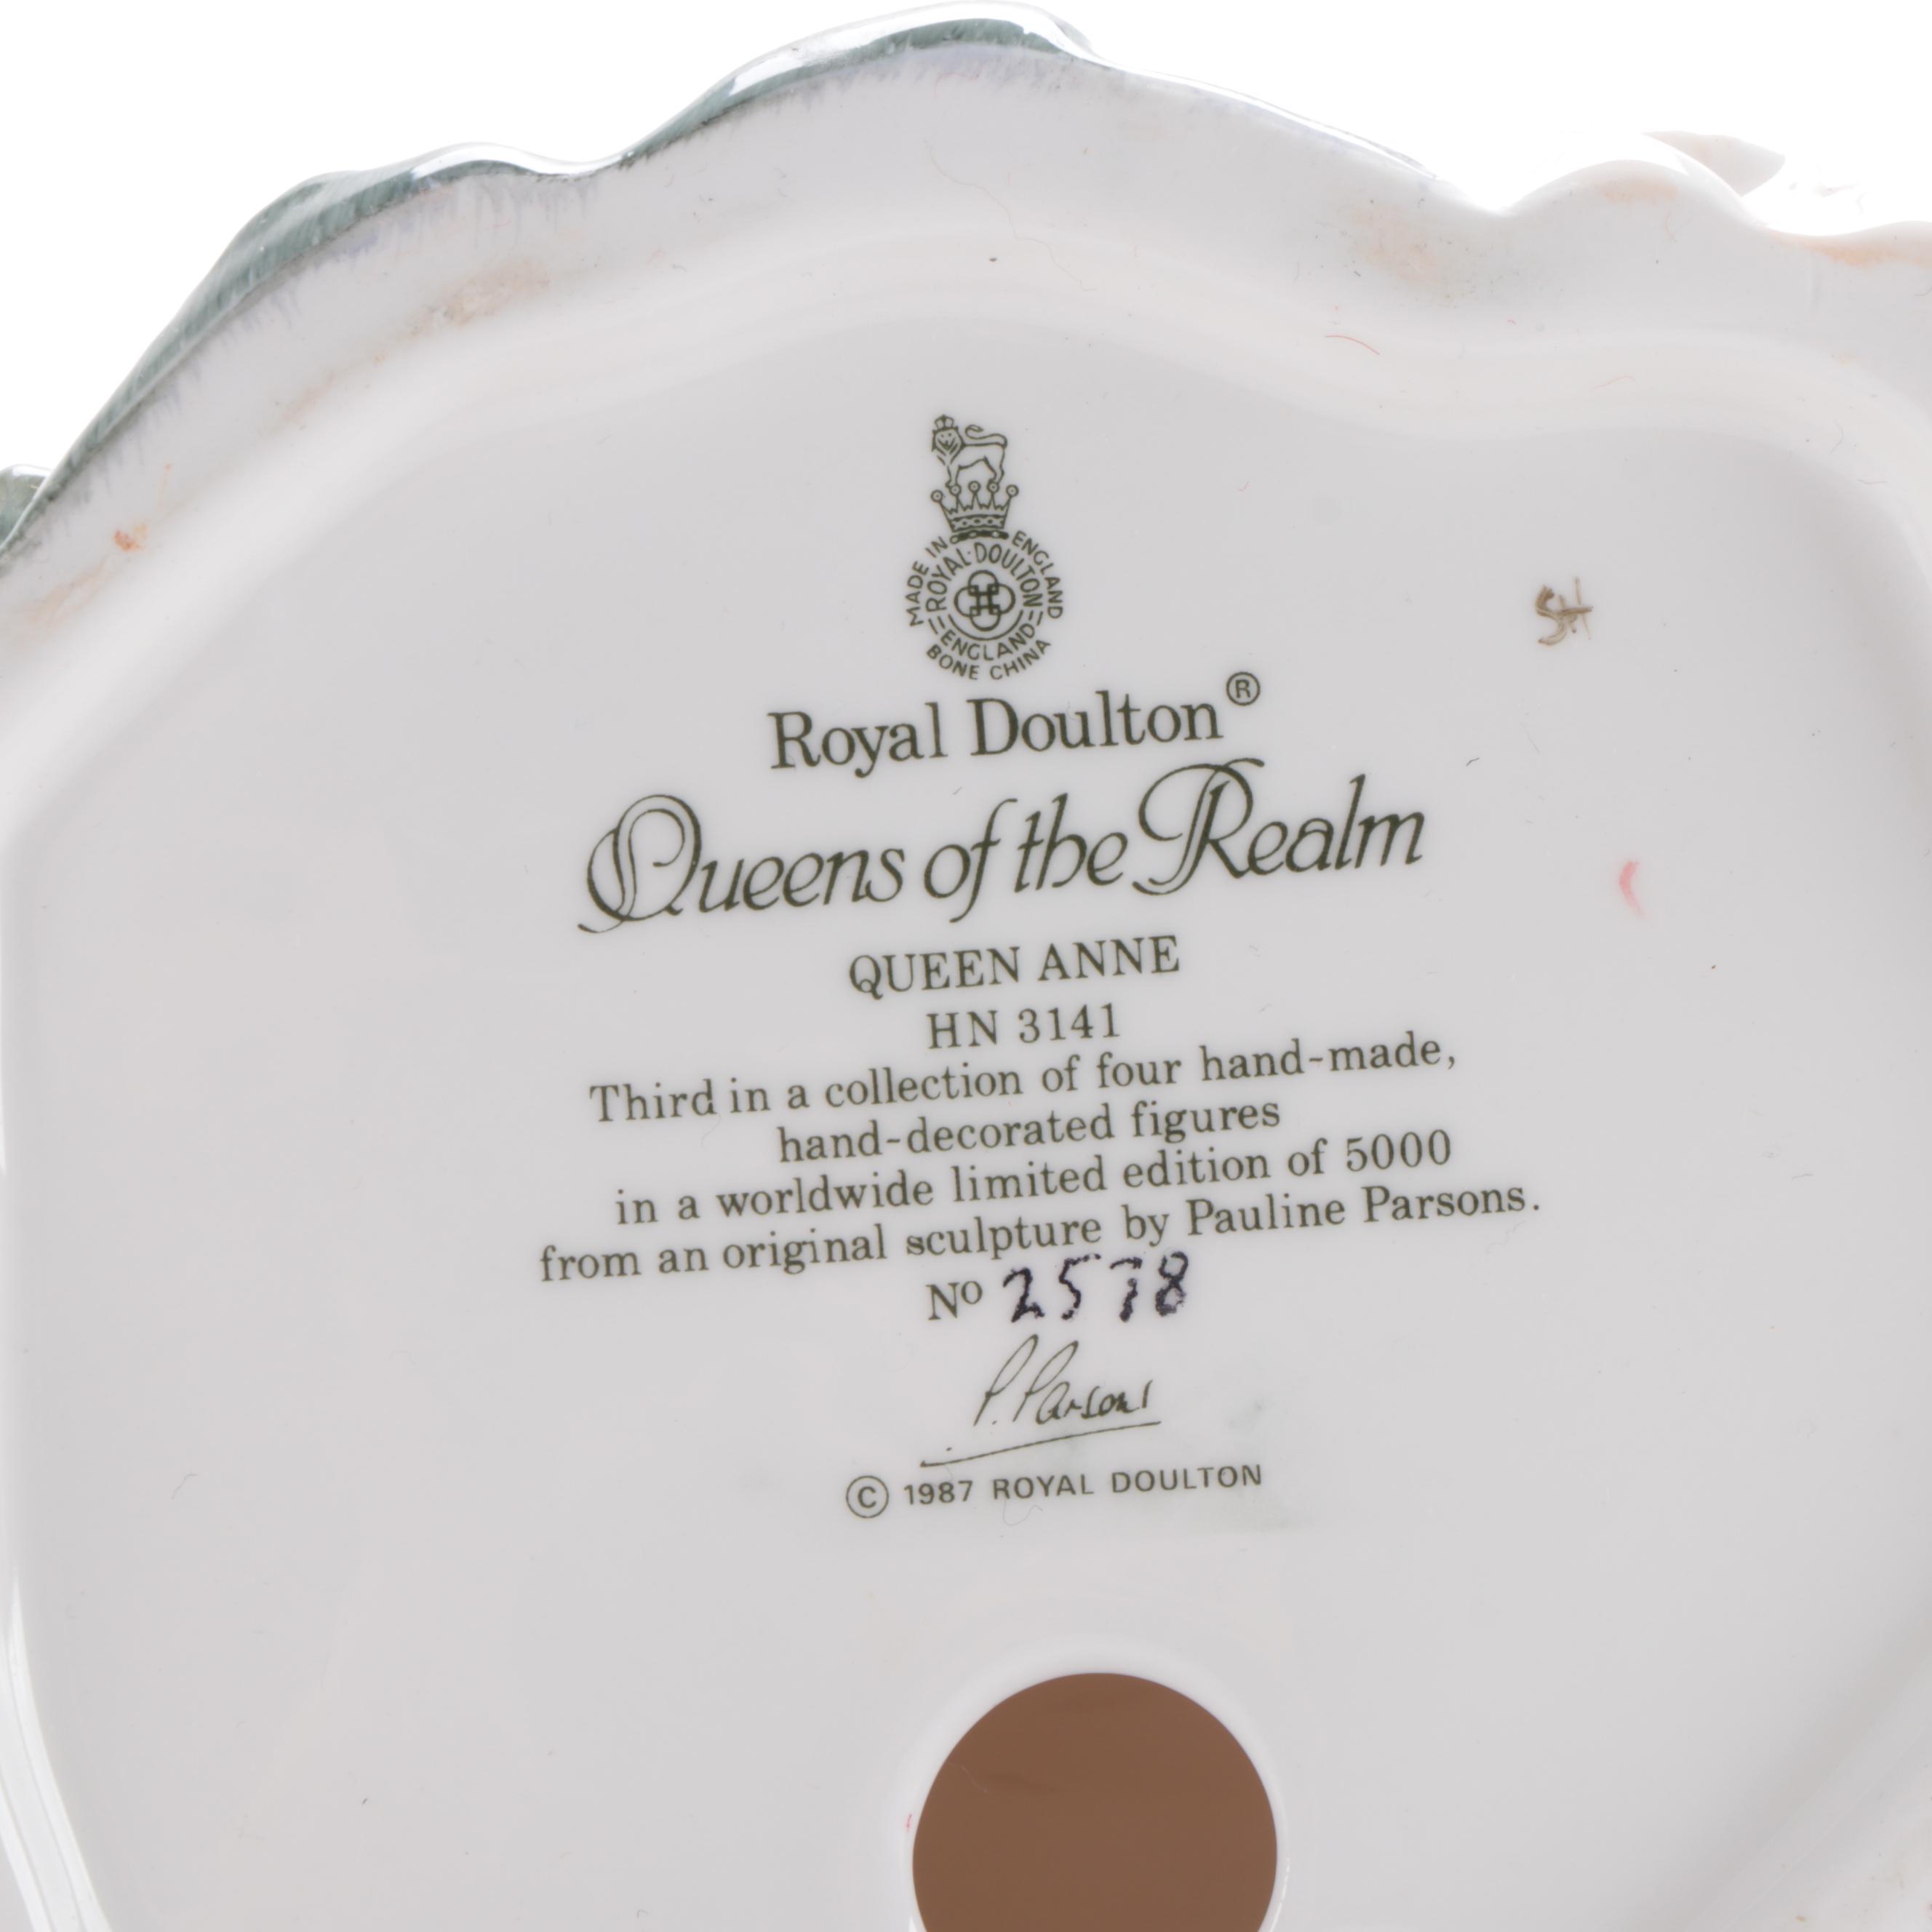 MADE IN ENGLAND
ROYAL·DOULTON
ENGLAND
BONE CHINA
Royal Doulton®
Queens of the Realm
QUEEN ANNE
HN 3141
Third in a collection of four hand-made,
hand-decorated figures
in a worldwide limited edition of 5000
from an original sculpture by Pauline Parsons.
No 2578
P. Parsons
© 1987 ROYAL DOULTON
SH